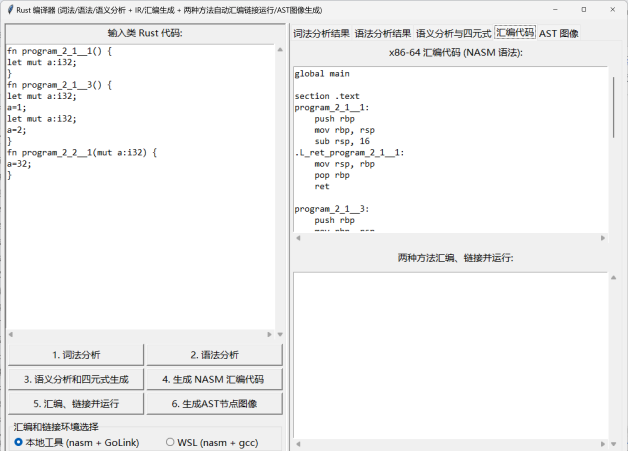 Rust 编译器 (词法/语法/语义分析 + IR/汇编生成 + 两种方法自动汇编链接运行/AST图像生成)
输入类 Rust 代码:
fn program_2_1__1() {
let mut a:i32;
}
fn program_2_1__3() {
let mut a:i32;
a=1;
let mut a:i32;
a=2;
}
fn program_2_2__1(mut a:i32) {
a=32;
}
1. 词法分析
2. 语法分析
3. 语义分析和四元式生成
4. 生成 NASM 汇编代码
5. 汇编、链接并运行
6. 生成AST节点图像
汇编和链接环境选择
本地工具 (nasm + GoLink)
WSL (nasm + gcc)
词法分析结果 语法分析结果 语义分析与四元式 汇编代码 AST 图像
x86-64 汇编代码 (NASM 语法):
global main
section .text
program_2_1__1:
push rbp
mov rbp, rsp
sub rsp, 16
.L_ret_program_2_1__1:
mov rsp, rbp
pop rbp
ret
program_2_1__3:
push rbp
mov rbp, rsp
两种方法汇编、链接并运行: